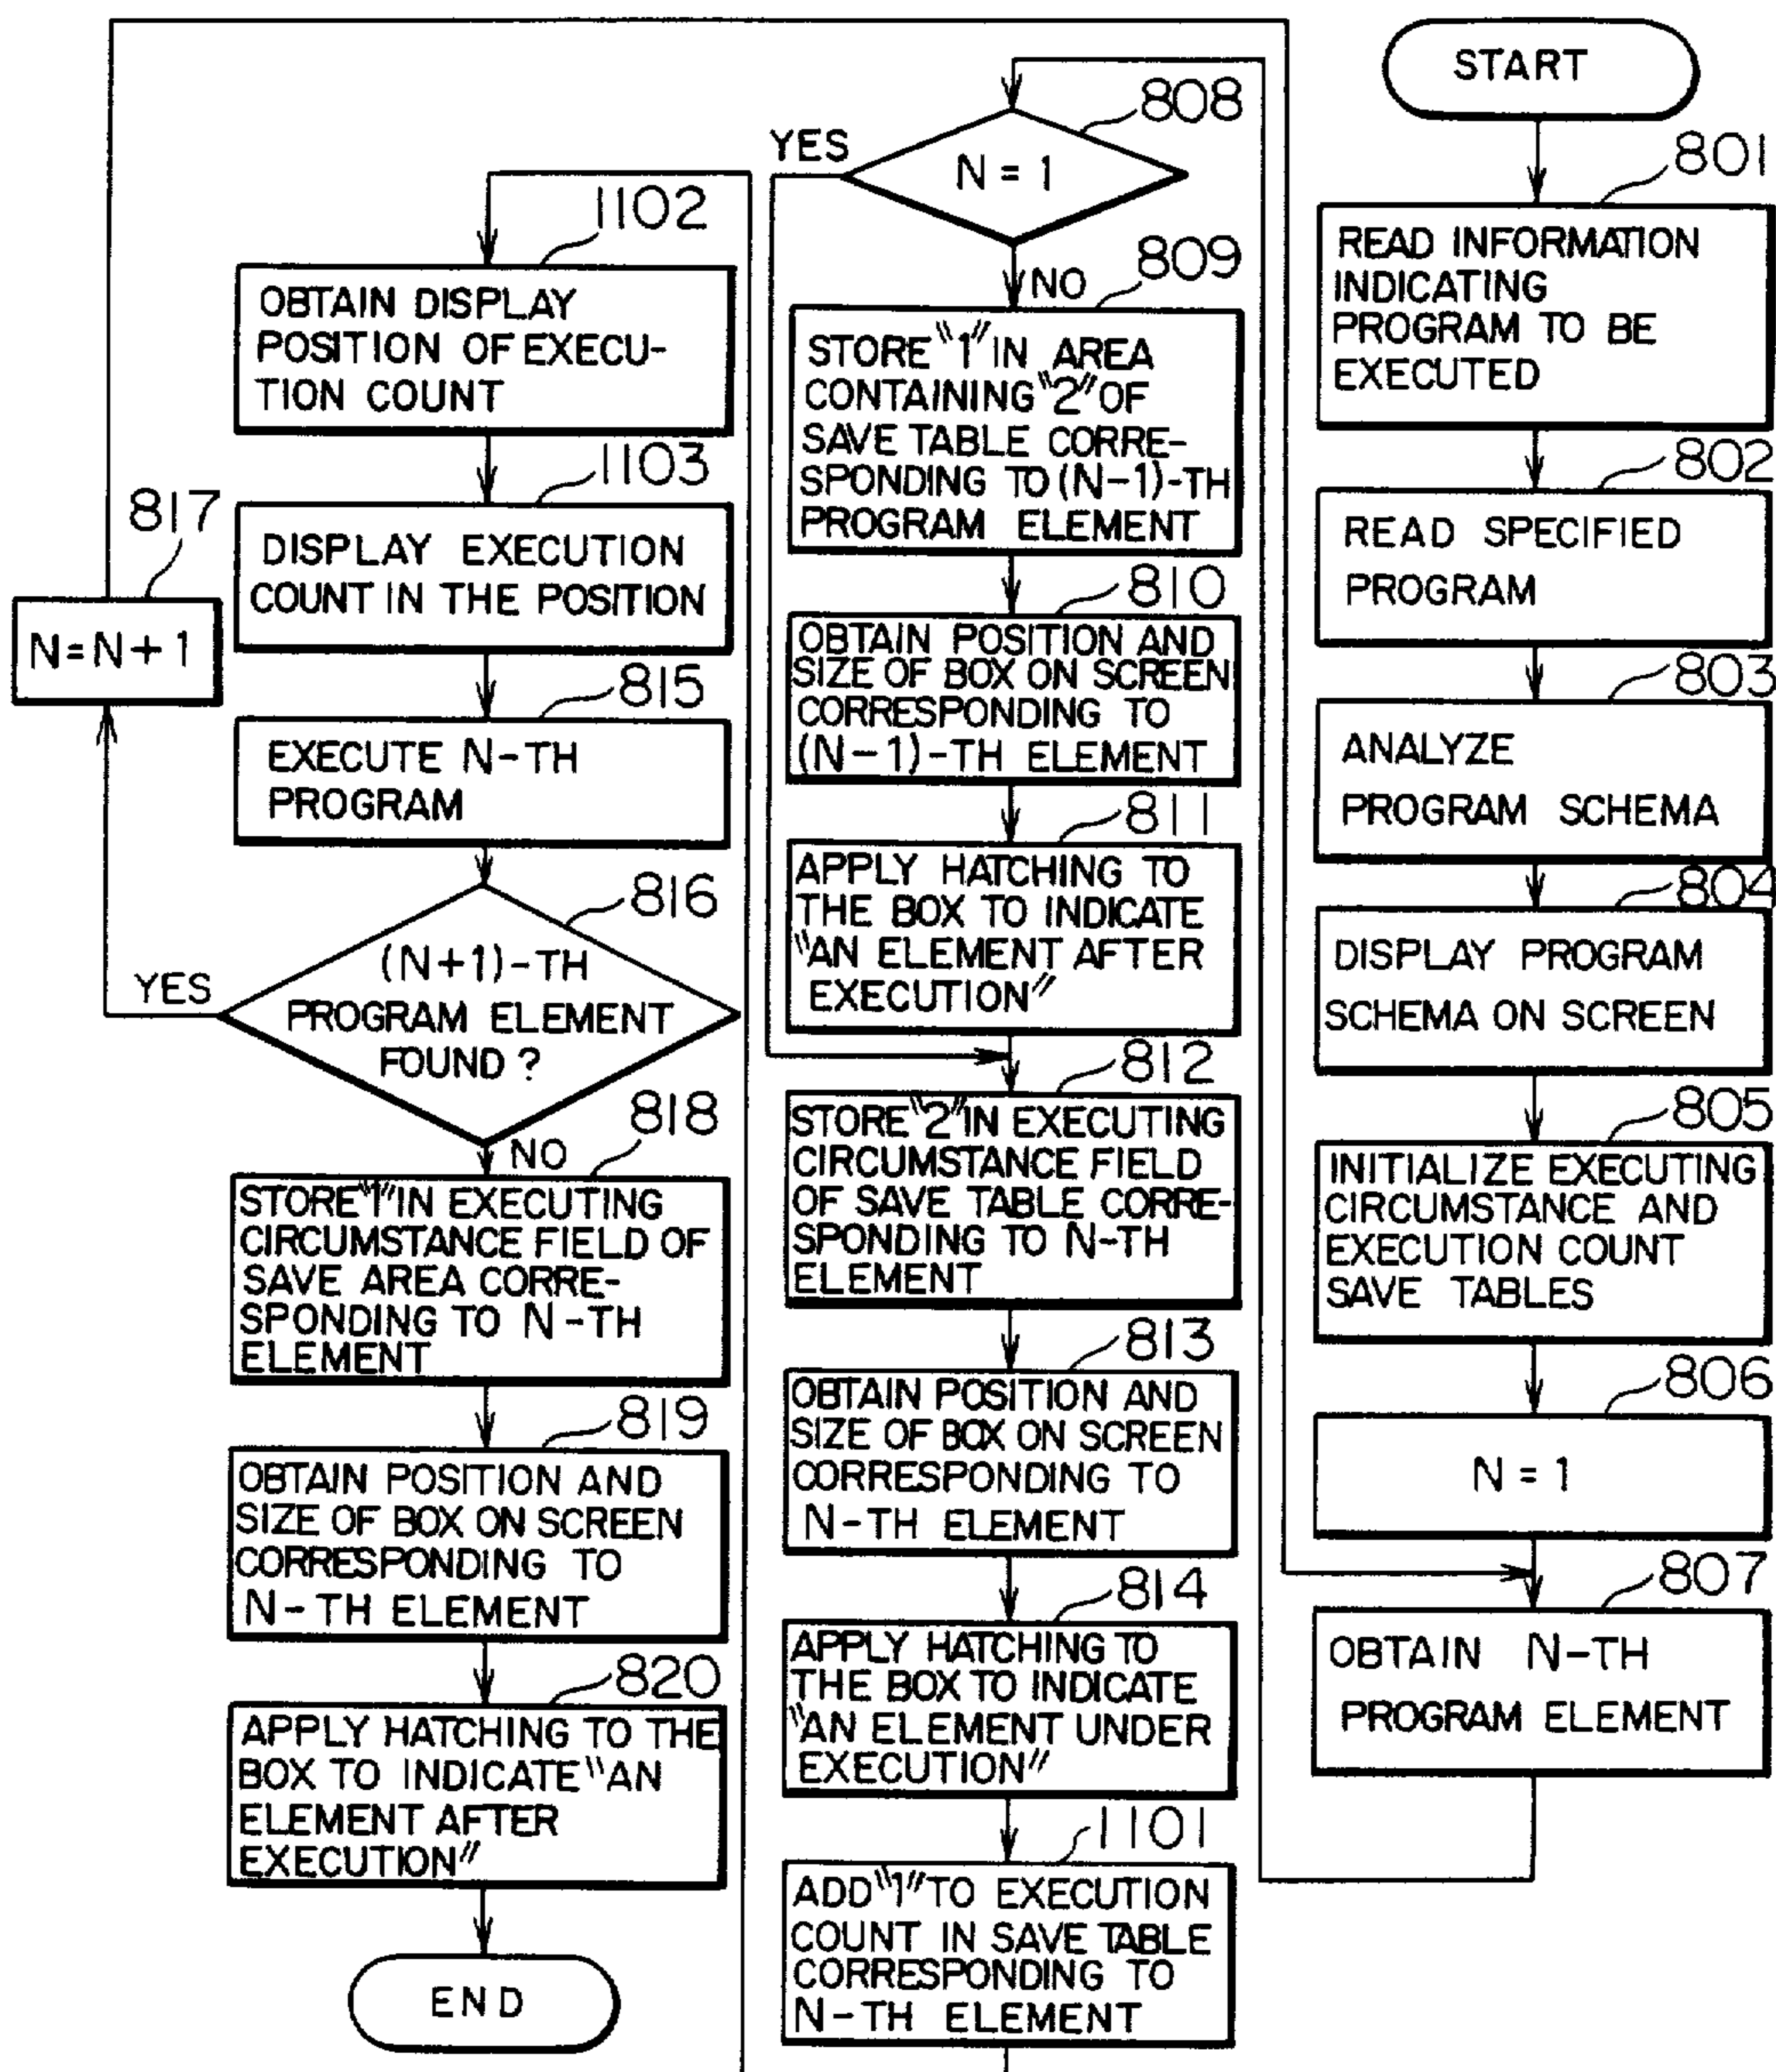 START
801
READ INFORMATION
INDICATING
PROGRAM TO BE
EXECUTED
802
READ SPECIFIED
PROGRAM
803
ANALYZE
PROGRAM SCHEMA
804
DISPLAY PROGRAM
SCHEMA ON SCREEN
805
INITIALIZE EXECUTING
CIRCUMSTANCE AND
EXECUTION COUNT
SAVE TABLES
806
N = 1
807
OBTAIN N-TH
PROGRAM ELEMENT
808
N = 1
YES
NO
809
STORE "1" IN AREA
CONTAINING "2" OF
SAVE TABLE CORRE-
SPONDING TO (N-1)-TH
PROGRAM ELEMENT
810
OBTAIN POSITION AND
SIZE OF BOX ON SCREEN
CORRESPONDING TO
(N-1)-TH ELEMENT
811
APPLY HATCHING TO
THE BOX TO INDICATE
"AN ELEMENT AFTER
EXECUTION"
812
STORE "2" IN EXECUTING
CIRCUMSTANCE FIELD
OF SAVE TABLE CORRE-
SPONDING TO N-TH
ELEMENT
813
OBTAIN POSITION AND
SIZE OF BOX ON SCREEN
CORRESPONDING TO
N-TH ELEMENT
814
APPLY HATCHING TO
THE BOX TO INDICATE
"AN ELEMENT UNDER
EXECUTION"
1101
ADD "1" TO EXECUTION
COUNT IN SAVE TABLE
CORRESPONDING TO
N-TH ELEMENT
1102
OBTAIN DISPLAY
POSITION OF EXECU-
TION COUNT
1103
DISPLAY EXECUTION
COUNT IN THE POSITION
815
EXECUTE N-TH
PROGRAM
816
(N+1)-TH
PROGRAM ELEMENT
FOUND ?
YES
817
N=N+1
NO
818
STORE "1" IN EXECUTING
CIRCUMSTANCE FIELD OF
SAVE AREA CORRE-
SPONDING TO N-TH
ELEMENT
819
OBTAIN POSITION AND
SIZE OF BOX ON SCREEN
CORRESPONDING TO
N-TH ELEMENT
820
APPLY HATCHING TO THE
BOX TO INDICATE "AN
ELEMENT AFTER
EXECUTION"
END